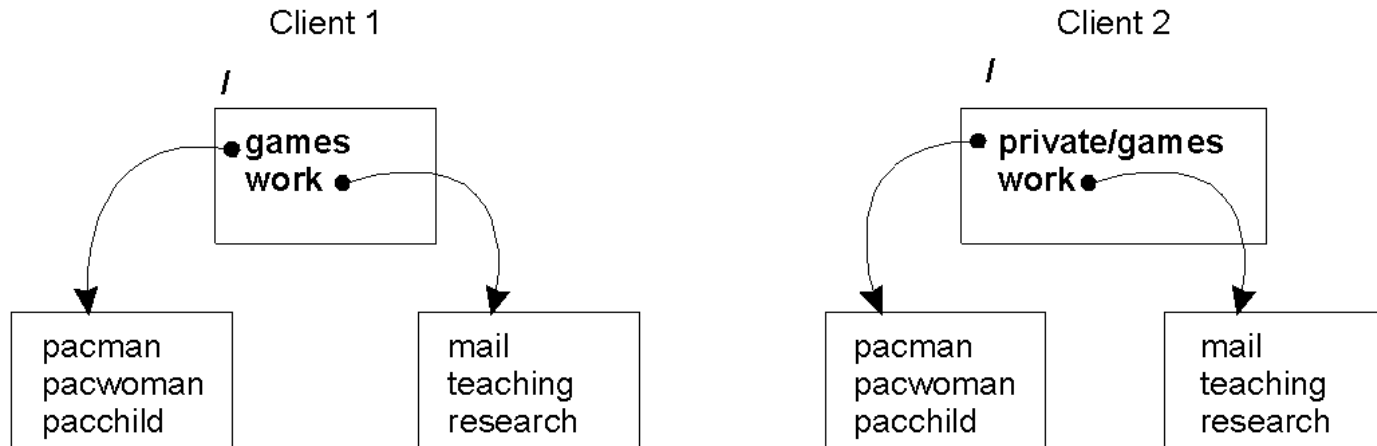 Client 1
/
games
work
pacman
pacwoman
pacchild
mail
teaching
research
Client 2
/
private/games
work
pacman
pacwoman
pacchild
mail
teaching
research